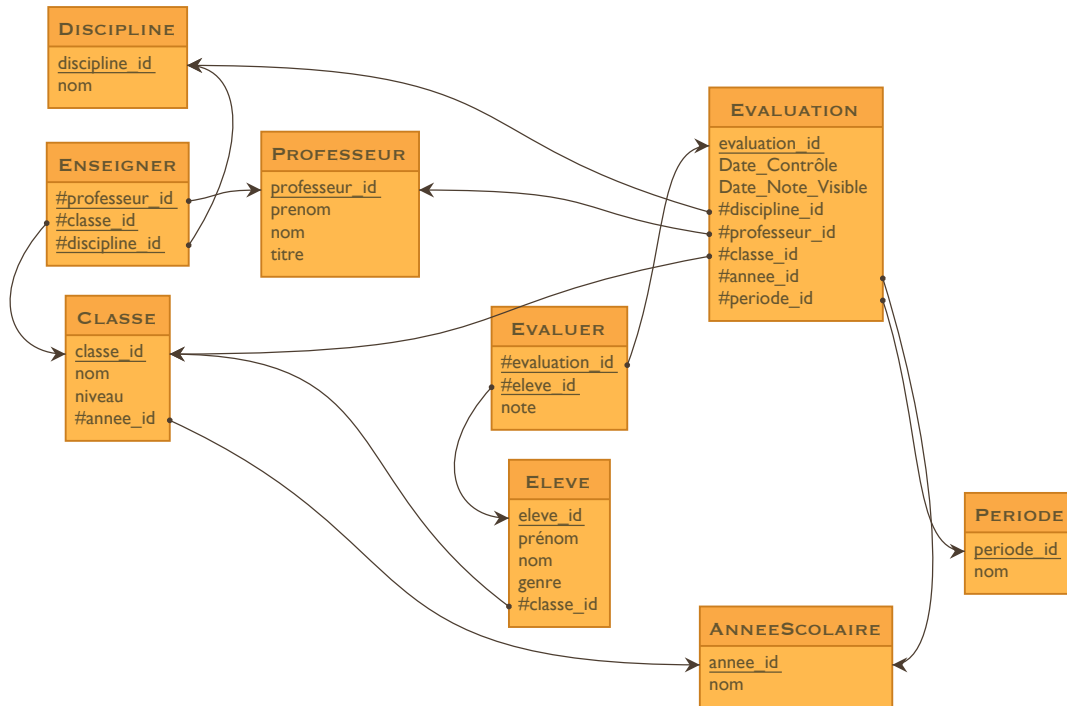 DISCIPLINE
discipline_id
nom
ENSEIGNER
#professeur_id
#classe_id
#discipline_id
PROFESSEUR
professeur_id
prenom
nom
titre
EVALUATION
evaluation_id
Date_Contrôle
Date_Note_Visible
#discipline_id
#professeur_id
#classe_id
#annee_id
#periode_id
CLASSE
classe_id
nom
niveau
#annee_id
EVALUER
#evaluation_id
#eleve_id
note
ELEVE
eleve_id
prénom
nom
genre
#classe_id
PERIODE
periode_id
nom
ANNEESCOLAIRE
annee_id
nom